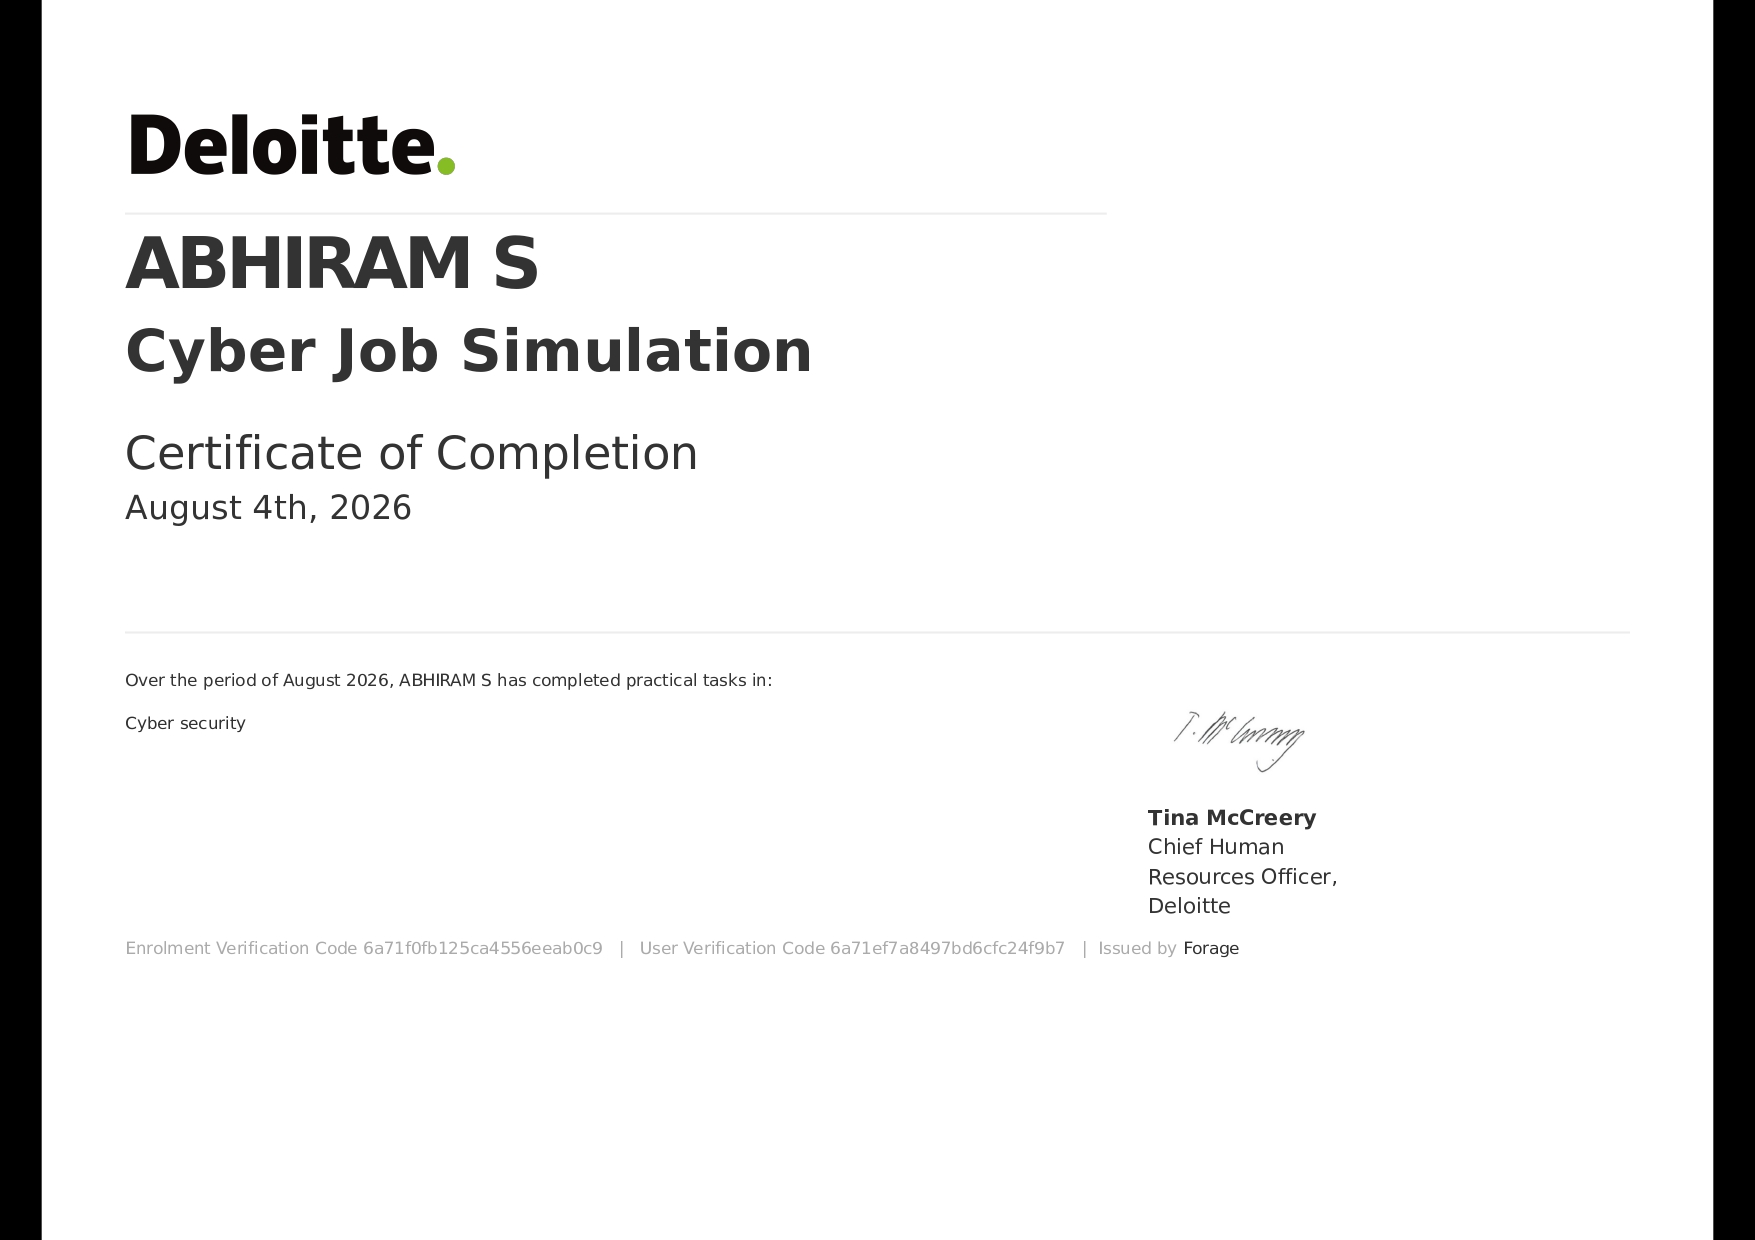 Deloitte.
ABHIRAM S
Cyber Job Simulation
Certificate of Completion
August 4th, 2026
Over the period of August 2026, ABHIRAM S has completed practical tasks in:
Cyber security
T. McCreery
Tina McCreery
Chief Human
Resources Officer,
Deloitte
Enrolment Verification Code 6a71f0fb125ca4556eeab0c9 | User Verification Code 6a71ef7a8497bd6cfc24f9b7 | Issued by Forage